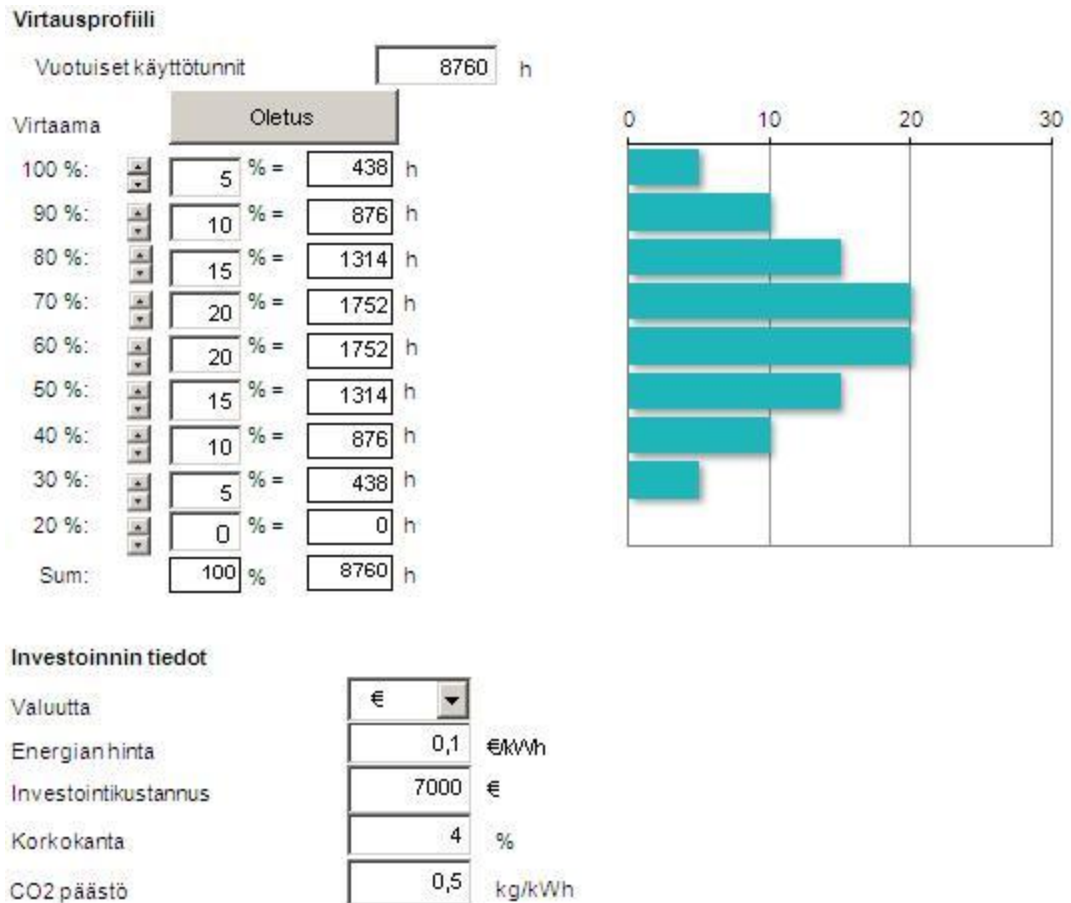 Virtausprofiili
Vuotuiset käyttötunnit 8760 h
Virtaama Oletus
0 10 20 30
100 %: 5 % = 438 h
90 %: 10 % = 876 h
80 %: 15 % = 1314 h
70 %: 20 % = 1752 h
60 %: 20 % = 1752 h
50 %: 15 % = 1314 h
40 %: 10 % = 876 h
30 %: 5 % = 438 h
20 %: 0 % = 0 h
Sum: 100 % 8760 h
Investoinnin tiedot
Valuutta €
Energian hinta 0,1 €/kWh
Investointikustannus 7000 €
Korkokanta 4 %
CO2 päästö 0,5 kg/kWh